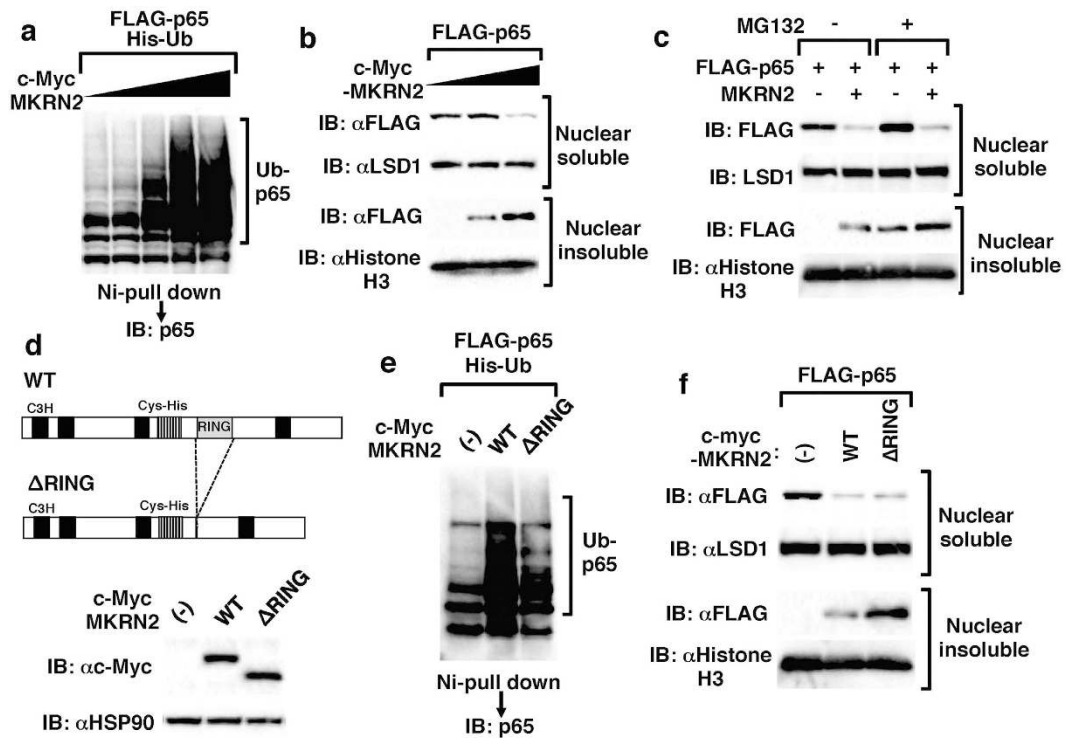 a
FLAG-p65
His-Ub
c-Myc
MKRN2
Ub-
p65
Ni-pull down
IB: p65
b
FLAG-p65
c-Myc
-MKRN2
IB: αFLAG
IB: αLSD1
Nuclear
soluble
IB: αFLAG
IB: αHistone
H3
Nuclear
insoluble
c
MG132 - +
FLAG-p65 + + + +
MKRN2 - + - +
IB: FLAG
IB: LSD1
Nuclear
soluble
IB: FLAG
IB: αHistone
H3
Nuclear
insoluble
d
WT
C3H Cys-His RING
ΔRING
C3H Cys-His
c-Myc
MKRN2 (-) WT ΔRING
IB: αc-Myc
IB: αHSP90
e
FLAG-p65
His-Ub
c-Myc
MKRN2 (-) WT ΔRING
Ub-
p65
Ni-pull down
IB: p65
f
FLAG-p65
c-myc
-MKRN2 : (-) WT ΔRING
IB: αFLAG
IB: αLSD1
Nuclear
soluble
IB: αFLAG
IB: αHistone
H3
Nuclear
insoluble